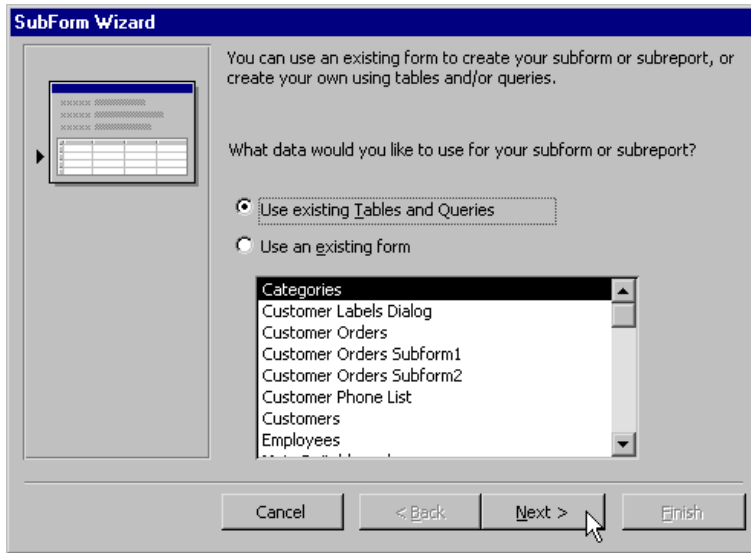 SubForm Wizard
You can use an existing form to create your subform or subreport, or
create your own using tables and/or queries.
What data would you like to use for your subform or subreport?
Use existing Tables and Queries
Use an existing form
Categories
Customer Labels Dialog
Customer Orders
Customer Orders Subform1
Customer Orders Subform2
Customer Phone List
Customers
Employees
Cancel
< Back
Next >
Finish